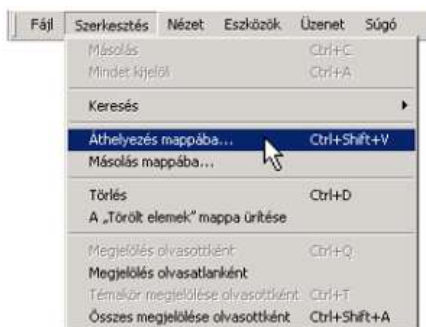 Fájl Szerkesztés Nézet Eszközök Üzenet Súgó
Másolás Ctrl+C
Mindet kijelöl Ctrl+A
Keresés
Áthelyezés mappába... Ctrl+Shift+V
Másolás mappába...
Törlés Ctrl+D
A „Törölt elemek” mappa ürítése
Megjelölés olvasottként Ctrl+Q
Megjelölés olvasatlanként
Témakör megjelölése olvasottként Ctrl+T
Összes megjelölése olvasottként Ctrl+Shift+A